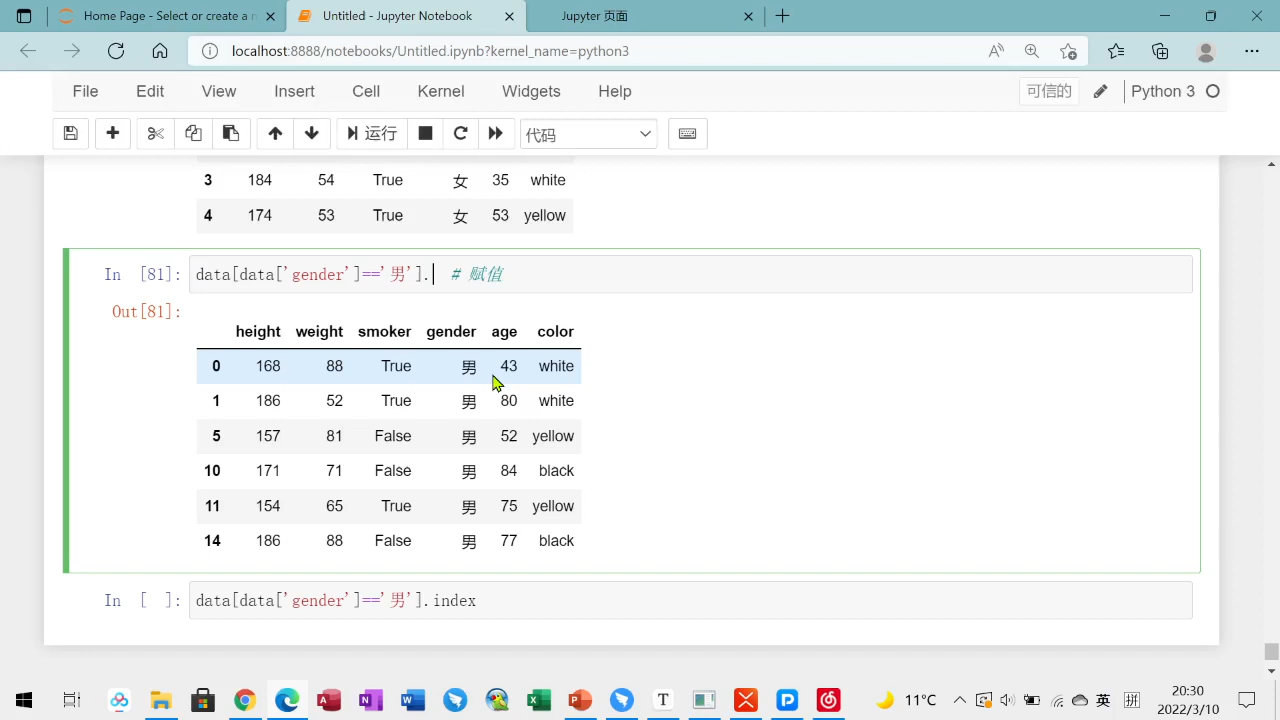 Home Page - Select or create a n
Untitled - Jupyter Notebook
Jupyter 页面
localhost:8888/notebooks/Untitled.ipynb?kernel_name=python3
File Edit View Insert Cell Kernel Widgets Help
可信的
Python 3
运行
代码
3 184 54 True 女 35 white
4 174 53 True 女 53 yellow
In [81]: data[data['gender']=='男']. # 赋值
Out[81]:
height weight smoker gender age color
0 168 88 True 男 43 white
1 186 52 True 男 80 white
5 157 81 False 男 52 yellow
10 171 71 False 男 84 black
11 154 65 True 男 75 yellow
14 186 88 False 男 77 black
In [ ]: data[data['gender']=='男'].index
11°C
英
拼
20:30
2022/3/10